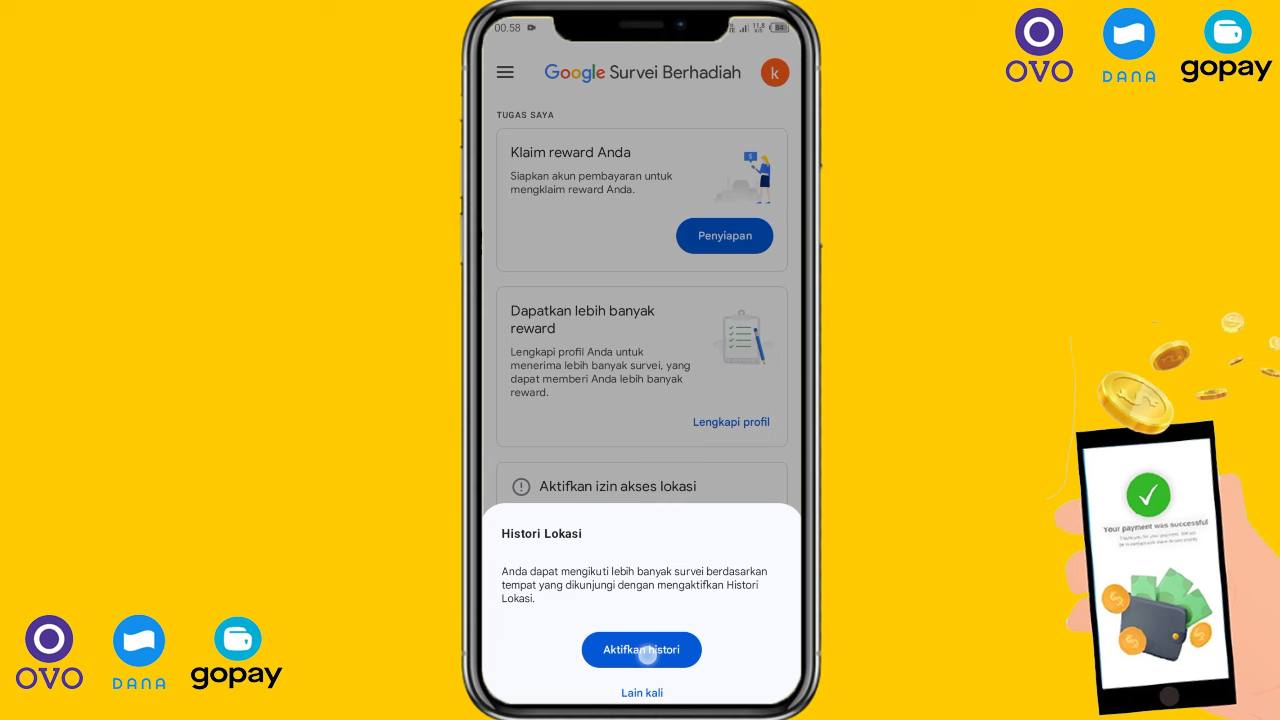 00.58
11,8
K/S
84
OVO
DANA
gopay
Google Survei Berhadiah
k
TUGAS SAYA
Klaim reward Anda
Siapkan akun pembayaran untuk
mengklaim reward Anda.
Penyiapan
Dapatkan lebih banyak
reward
Lengkapi profil Anda untuk
menerima lebih banyak survei, yang
dapat memberi Anda lebih banyak
reward.
Lengkapi profil
Aktifkan izin akses lokasi
Histori Lokasi
Anda dapat mengikuti lebih banyak survei berdasarkan
tempat yang dikunjungi dengan mengaktifkan Histori
Lokasi.
Aktifkan histori
Lain kali
Your payment was successful
OVO
DANA
gopay